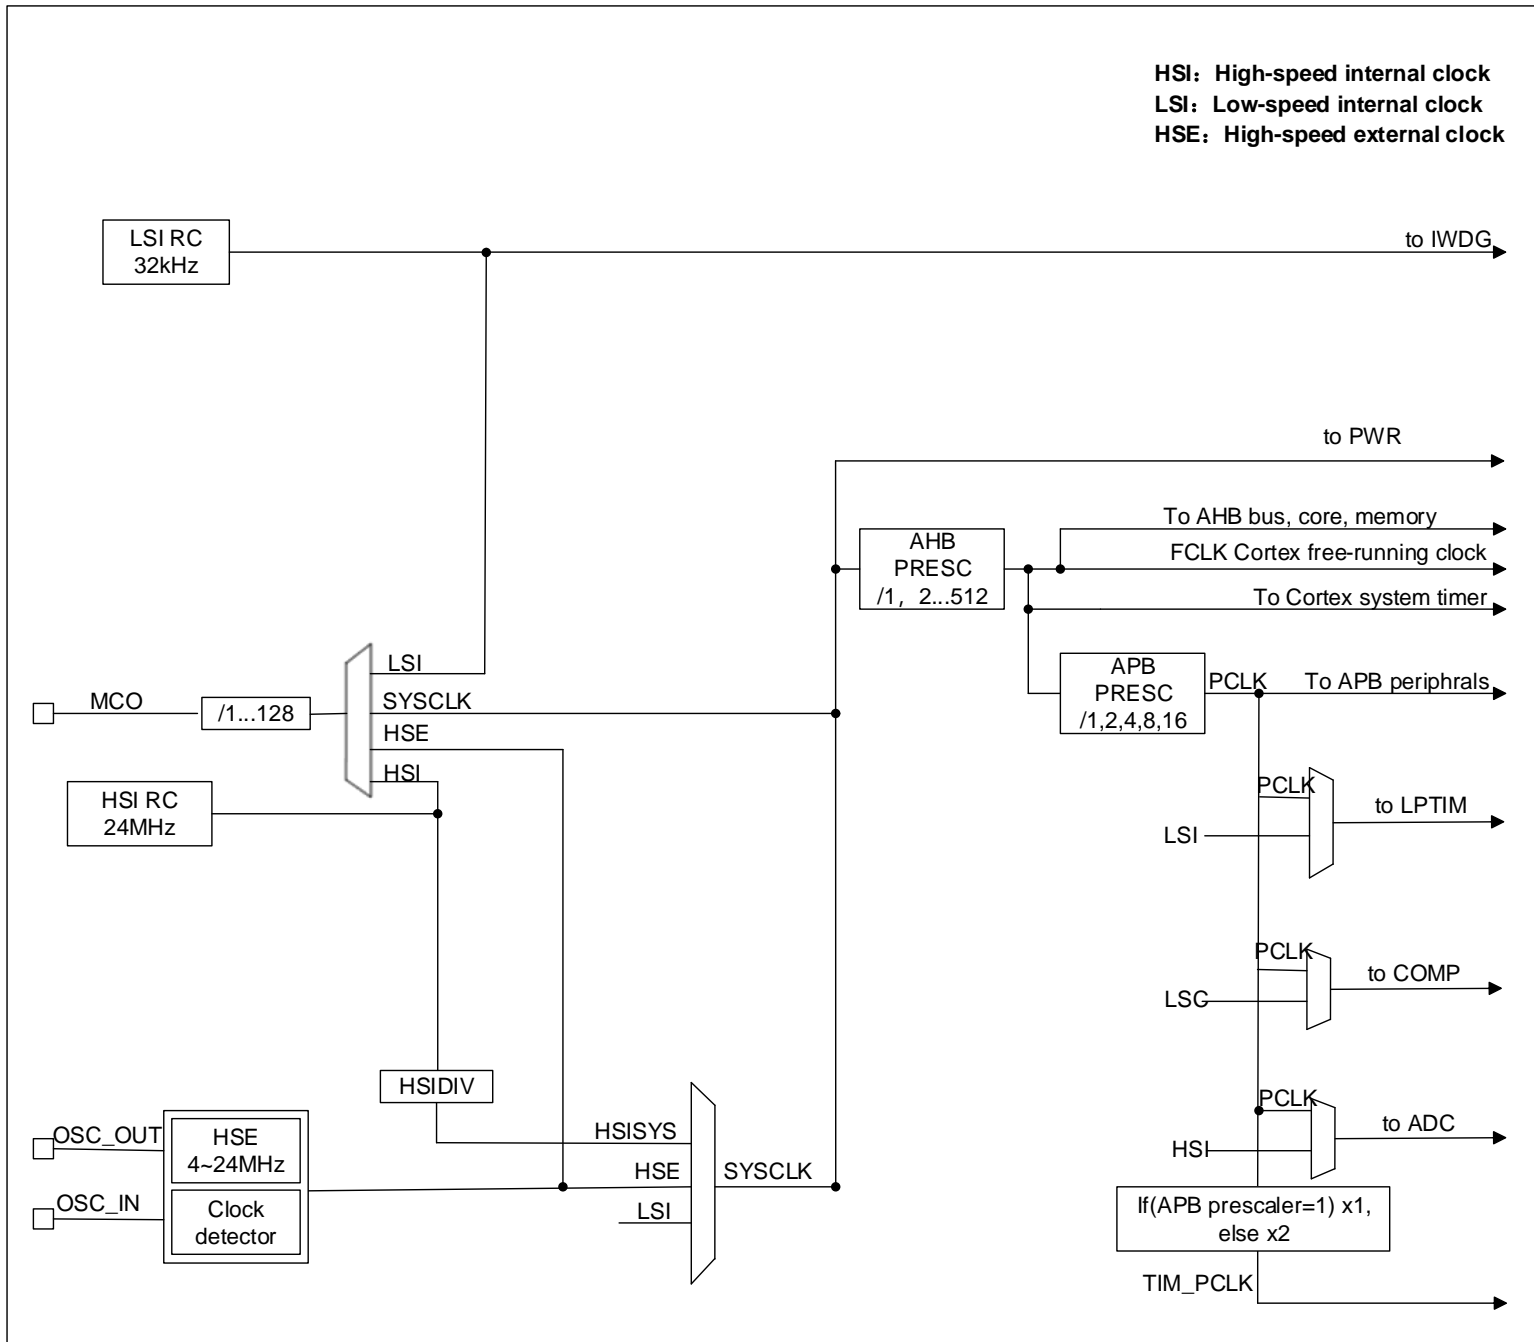 HSI：High-speed internal clock
LSI：Low-speed internal clock
HSE：High-speed external clock
LSI RC
32kHz
to IWDG
to PWR
To AHB bus, core, memory
AHB
PRESC
/1，2...512
FCLK Cortex free-running clock
To Cortex system timer
LSI
APB
PRESC
/1,2,4,8,16
PCLK
To APB periphrals
MCO
/1...128
SYSCLK
HSE
HSI
HSI RC
24MHz
PCLK
to LPTIM
LSI
PCLK
to COMP
LSC
HSIDIV
PCLK
to ADC
HSI
OSC_OUT
HSE
4~24MHz
HSISYS
HSE
SYSCLK
OSC_IN
Clock
detector
LSI
If(APB prescaler=1) x1,
else x2
TIM_PCLK